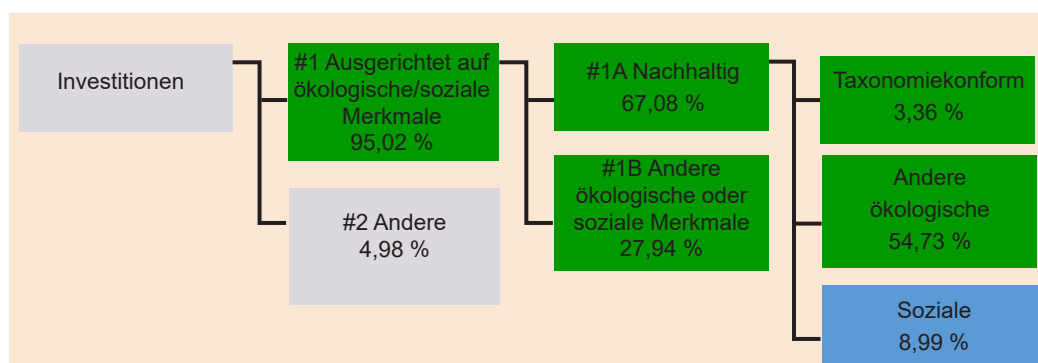 Investitionen
#1 Ausgerichtet auf
ökologische/soziale
Merkmale
95,02 %
#2 Andere
4,98 %
#1A Nachhaltig
67,08 %
#1B Andere
ökologische oder
soziale Merkmale
27,94 %
Taxonomiekonform
3,36 %
Andere
ökologische
54,73 %
Soziale
8,99 %